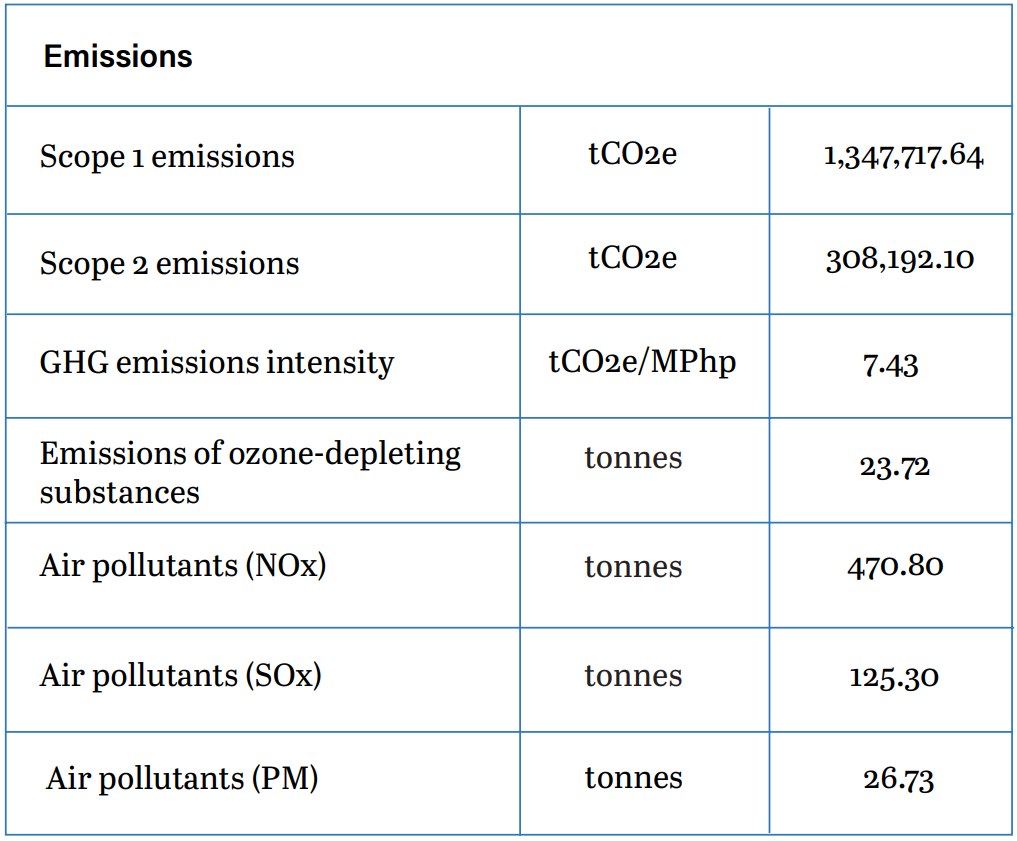 Emissions
Scope 1 emissions tCO2e 1,347,717.64
Scope 2 emissions tCO2e 308,192.10
GHG emissions intensity tCO2e/MPhp 7.43
Emissions of ozone-depleting
substances tonnes 23.72
Air pollutants (NOx) tonnes 470.80
Air pollutants (SOx) tonnes 125.30
Air pollutants (PM) tonnes 26.73